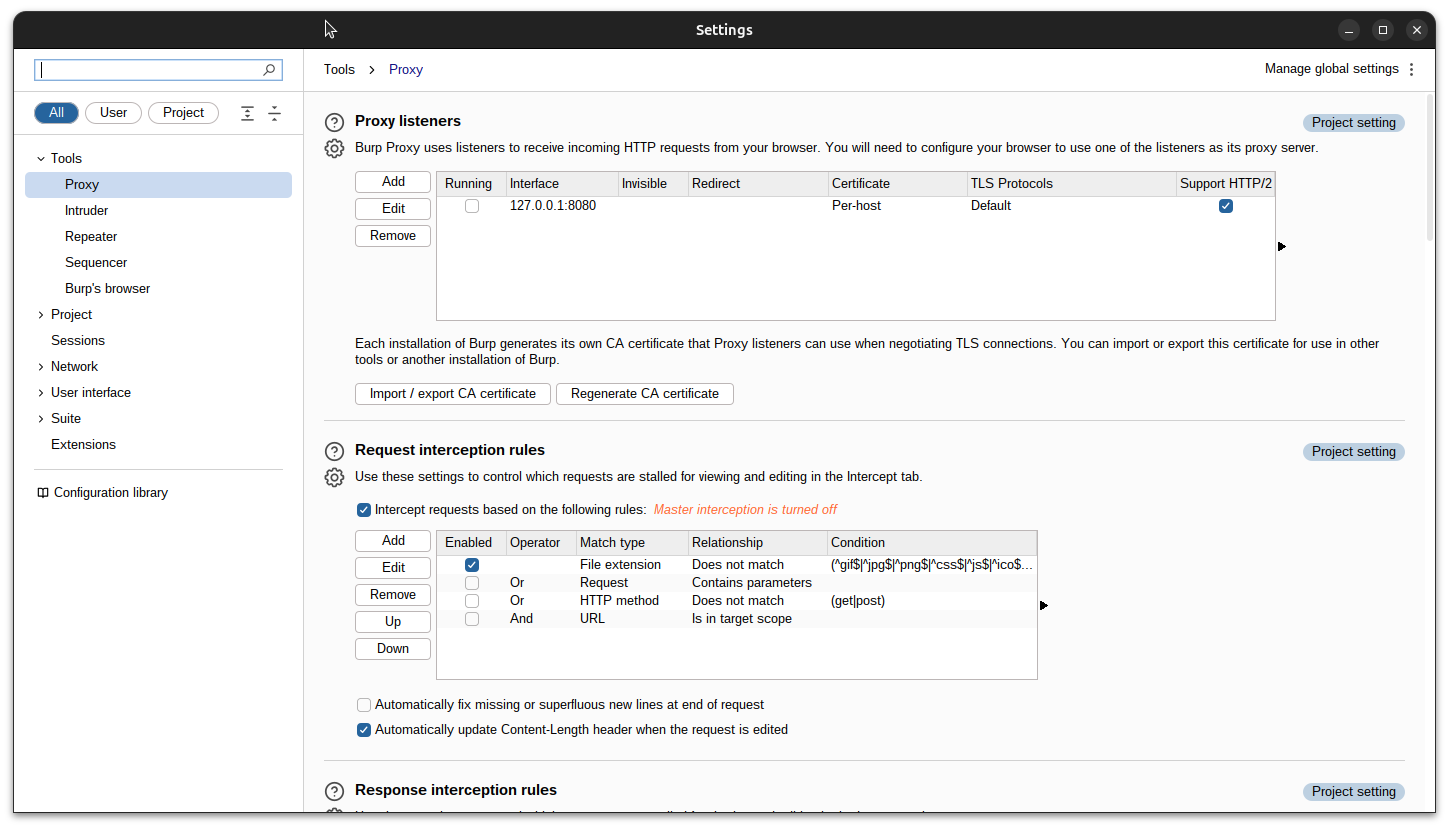 Settings
Tools > Proxy
Manage global settings
All User Project
Tools
Proxy
Intruder
Repeater
Sequencer
Burp's browser
Project
Sessions
Network
User interface
Suite
Extensions
Configuration library
Proxy listeners
Project setting
Burp Proxy uses listeners to receive incoming HTTP requests from your browser. You will need to configure your browser to use one of the listeners as its proxy server.
Add
Edit
Remove
Running Interface Invisible Redirect Certificate TLS Protocols Support HTTP/2
127.0.0.1:8080 Per-host Default
Each installation of Burp generates its own CA certificate that Proxy listeners can use when negotiating TLS connections. You can import or export this certificate for use in other
tools or another installation of Burp.
Import / export CA certificate Regenerate CA certificate
Request interception rules
Project setting
Use these settings to control which requests are stalled for viewing and editing in the Intercept tab.
Intercept requests based on the following rules: Master interception is turned off
Add
Edit
Remove
Up
Down
Enabled Operator Match type Relationship Condition
File extension Does not match (^gif$|^jpg$|^png$|^css$|^js$|^ico$...
Or Request Contains parameters
Or HTTP method Does not match (get|post)
And URL Is in target scope
Automatically fix missing or superfluous new lines at end of request
Automatically update Content-Length header when the request is edited
Response interception rules
Project setting